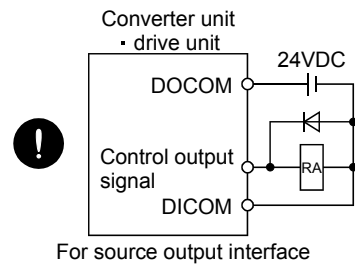 Converter unit
・drive unit
24VDC
DOCOM
Control output
signal
RA
DICOM
For source output interface